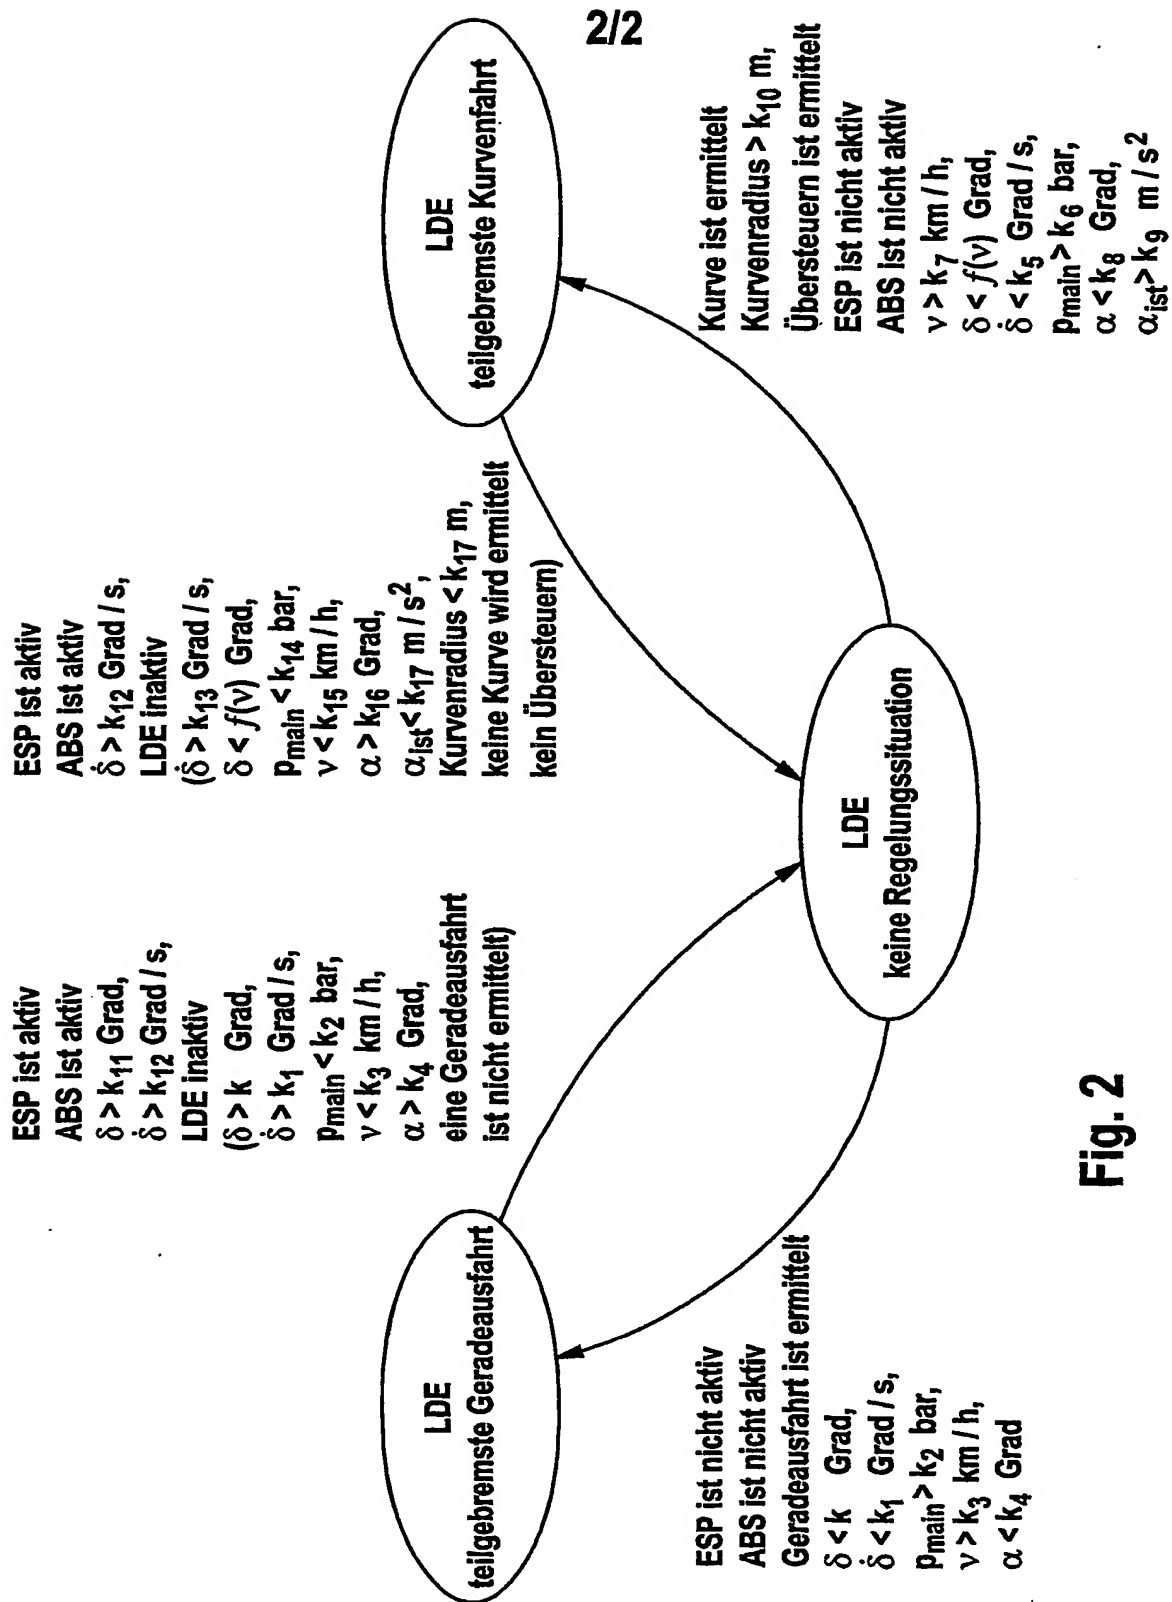 2/2
ESP ist aktiv
ABS ist aktiv
δ > k11 Grad,
δ̇ > k12 Grad / s,
LDE inaktiv
(δ > k Grad,
δ̇ > k1 Grad / s,
pmain < k2 bar,
v < k3 km / h,
α > k4 Grad,
eine Geradeausfahrt
ist nicht ermittelt)
ESP ist aktiv
ABS ist aktiv
δ̇ > k12 Grad / s,
LDE inaktiv
(δ̇ > k13 Grad / s,
δ < f(v) Grad,
pmain < k14 bar,
v < k15 km / h,
α > k16 Grad,
αist < k17 m / s²,
Kurvenradius < k17 m,
keine Kurve wird ermittelt
kein Übersteuern)
LDE
teilgebremste Geradeausfahrt
LDE
teilgebremste Kurvenfahrt
ESP ist nicht aktiv
ABS ist nicht aktiv
Geradeausfahrt ist ermittelt
δ < k Grad,
δ̇ < k1 Grad / s,
pmain > k2 bar,
v > k3 km / h,
α < k4 Grad
LDE
keine Regelungssituation
Kurve ist ermittelt
Kurvenradius > k10 m,
Übersteuern ist ermittelt
ESP ist nicht aktiv
ABS ist nicht aktiv
v > k7 km / h,
δ < f(v) Grad,
δ̇ < k5 Grad / s,
pmain > k6 bar,
α < k8 Grad,
αist > k9 m / s²
Fig. 2